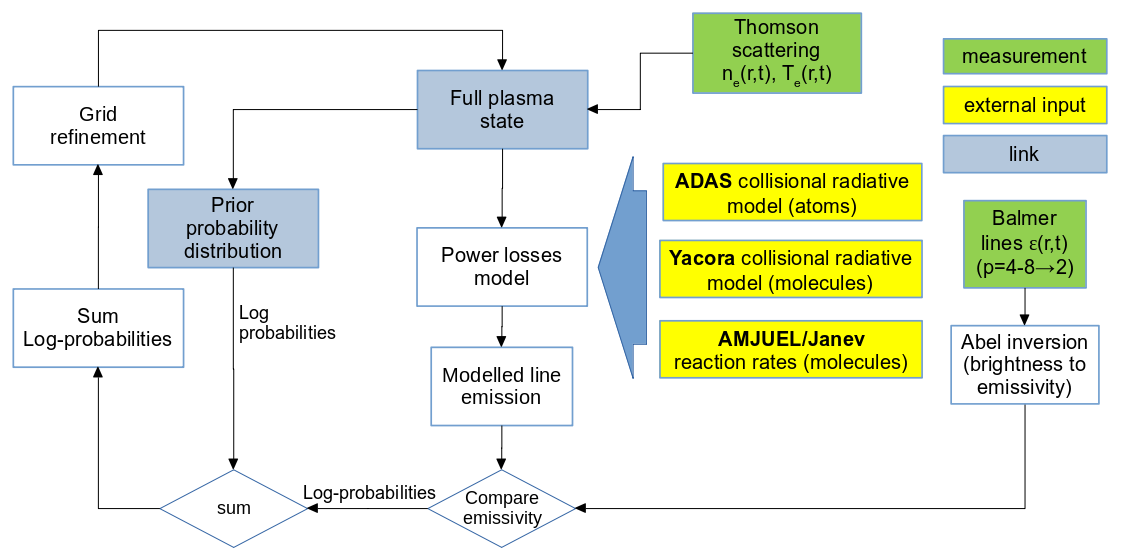 Thomson
scattering
nₑ(r,t), Tₑ(r,t)
measurement
external input
link
Grid
refinement
Full plasma
state
Prior
probability
distribution
ADAS collisional radiative
model (atoms)
Yacora collisional radiative
model (molecules)
AMJUEL/Janev
reaction rates (molecules)
Balmer
lines ε(r,t)
(p=4-8→2)
Power losses
model
Sum
Log-probabilities
Log
probabilities
Modelled line
emission
Abel inversion
(brightness to
emissivity)
sum
Log-probabilities
Compare
emissivity